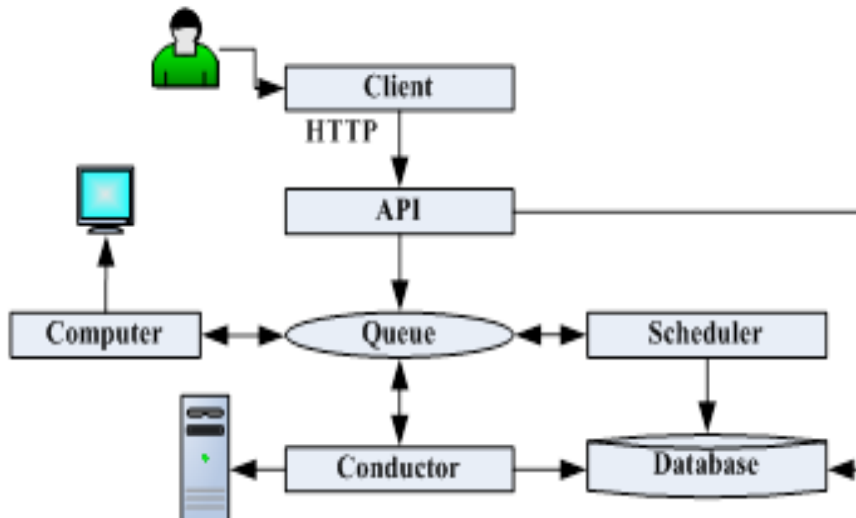 Client
HTTP
API
Computer
Queue
Scheduler
Conductor
Database